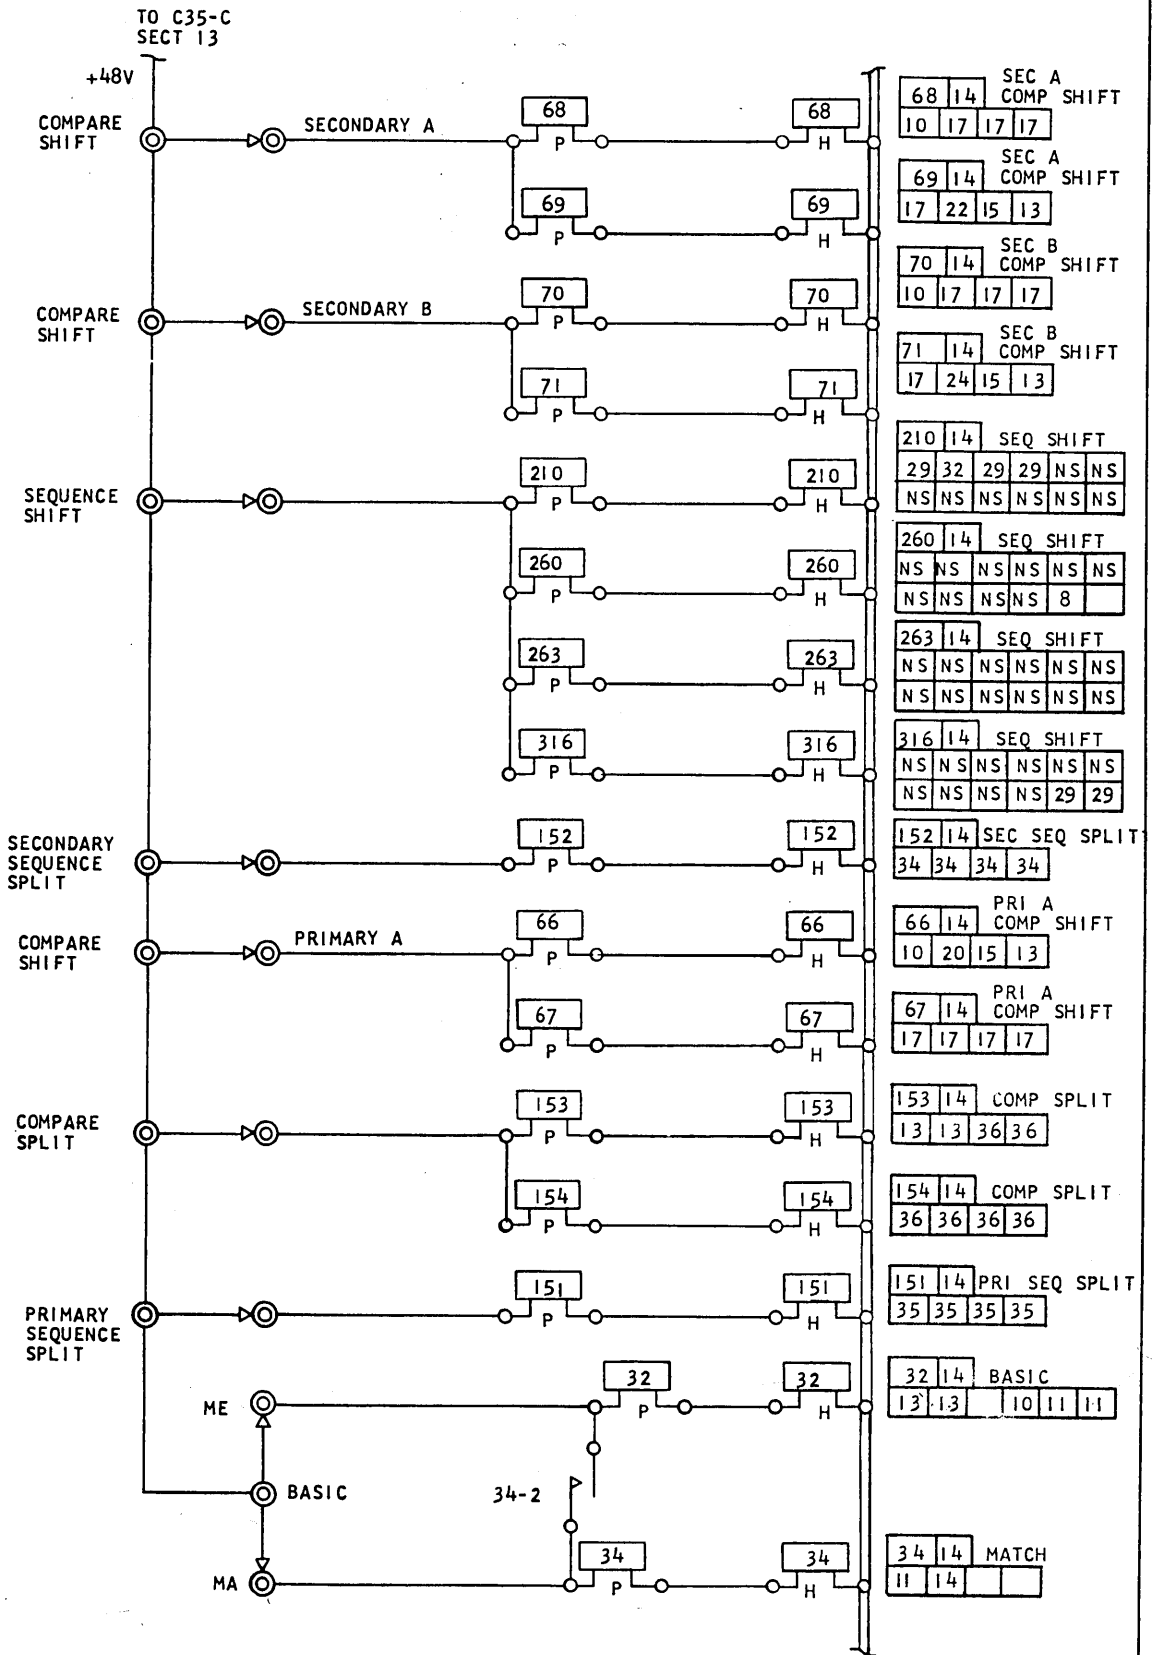 TO C35-C
SECT 13
+48V
COMPARE
SHIFT
SECONDARY A
68
P
68
H
68 14 SEC A
COMP SHIFT
10 17 17 17
69
P
69
H
69 14 SEC A
COMP SHIFT
17 22 15 13
COMPARE
SHIFT
SECONDARY B
70
P
70
H
70 14 SEC B
COMP SHIFT
10 17 17 17
71
P
71
H
71 14 SEC B
COMP SHIFT
17 24 15 13
SEQUENCE
SHIFT
210
P
210
H
210 14 SEQ SHIFT
29 32 29 29 NS NS
NS NS NS NS NS NS
260
P
260
H
260 14 SEQ SHIFT
NS NS NS NS NS NS
NS NS NS NS 8
263
P
263
H
263 14 SEQ SHIFT
NS NS NS NS NS NS
NS NS NS NS NS NS
316
P
316
H
316 14 SEQ SHIFT
NS NS NS NS NS NS
NS NS NS NS 29 29
SECONDARY
SEQUENCE
SPLIT
152
P
152
H
152 14 SEC SEQ SPLIT
34 34 34 34
COMPARE
SHIFT
PRIMARY A
66
P
66
H
66 14 PRI A
COMP SHIFT
10 20 15 13
67
P
67
H
67 14 PRI A
COMP SHIFT
17 17 17 17
COMPARE
SPLIT
153
P
153
H
153 14 COMP SPLIT
13 13 36 36
154
P
154
H
154 14 COMP SPLIT
36 36 36 36
PRIMARY
SEQUENCE
SPLIT
151
P
151
H
151 14 PRI SEQ SPLIT
35 35 35 35
ME
32
P
32
H
32 14 BASIC
13 13 10 11 11
BASIC
34-2
MA
34
P
34
H
34 14 MATCH
11 14